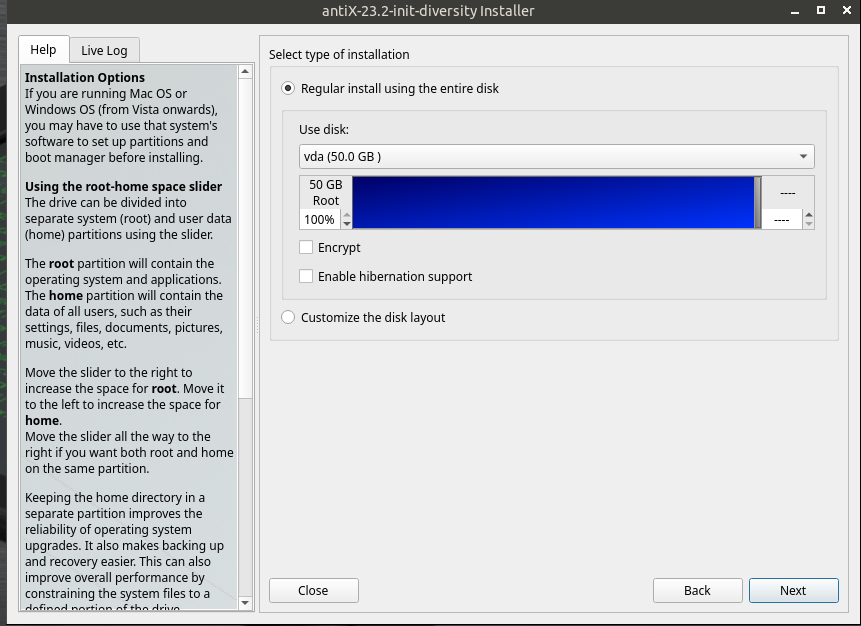 antiX-23.2-init-diversity Installer
Help
Live Log
Installation Options
If you are running Mac OS or
Windows OS (from Vista onwards),
you may have to use that system's
software to set up partitions and
boot manager before installing.
Using the root-home space slider
The drive can be divided into
separate system (root) and user data
(home) partitions using the slider.
The root partition will contain the
operating system and applications.
The home partition will contain the
data of all users, such as their
settings, files, documents, pictures,
music, videos, etc.
Move the slider to the right to
increase the space for root. Move it
to the left to increase the space for
home.
Move the slider all the way to the
right if you want both root and home
on the same partition.
Keeping the home directory in a
separate partition improves the
reliability of operating system
upgrades. It also makes backing up
and recovery easier. This can also
improve overall performance by
constraining the system files to a
defined portion of the drive.
Select type of installation
Regular install using the entire disk
Use disk:
vda (50.0 GB )
50 GB
Root
100%
----
----
Encrypt
Enable hibernation support
Customize the disk layout
Close
Back
Next